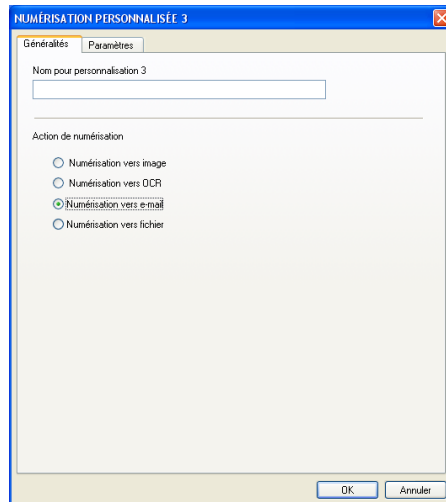 NUMÉRISATION PERSONNALISÉE 3
Généralités Paramètres
Nom pour personnalisation 3
Action de numérisation
Numérisation vers image
Numérisation vers OCR
Numérisation vers e-mail
Numérisation vers fichier
OK Annuler